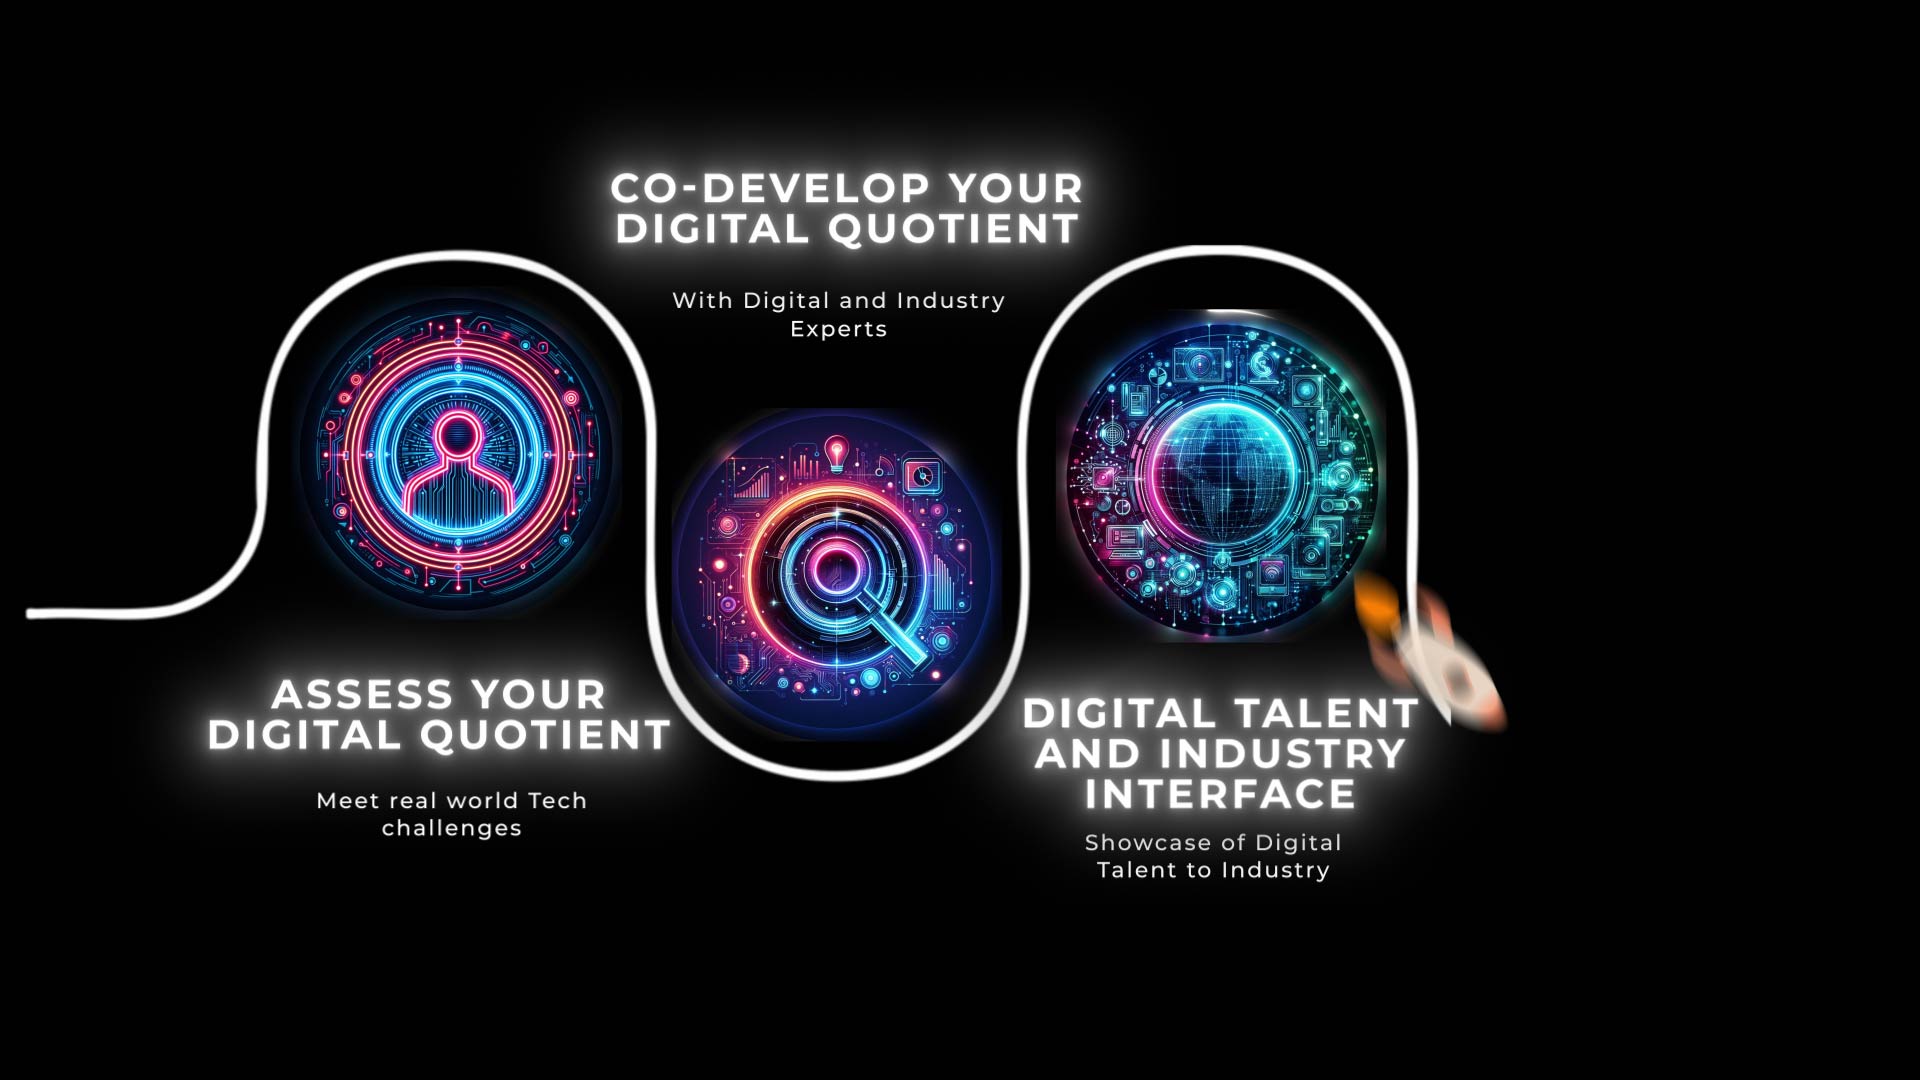 CO-DEVELOP YOUR
DIGITAL QUOTIENT
With Digital and Industry
Experts
ASSESS YOUR
DIGITAL QUOTIENT
Meet real world Tech
challenges
DIGITAL TALENT
AND INDUSTRY
INTERFACE
Showcase of Digital
Talent to Industry